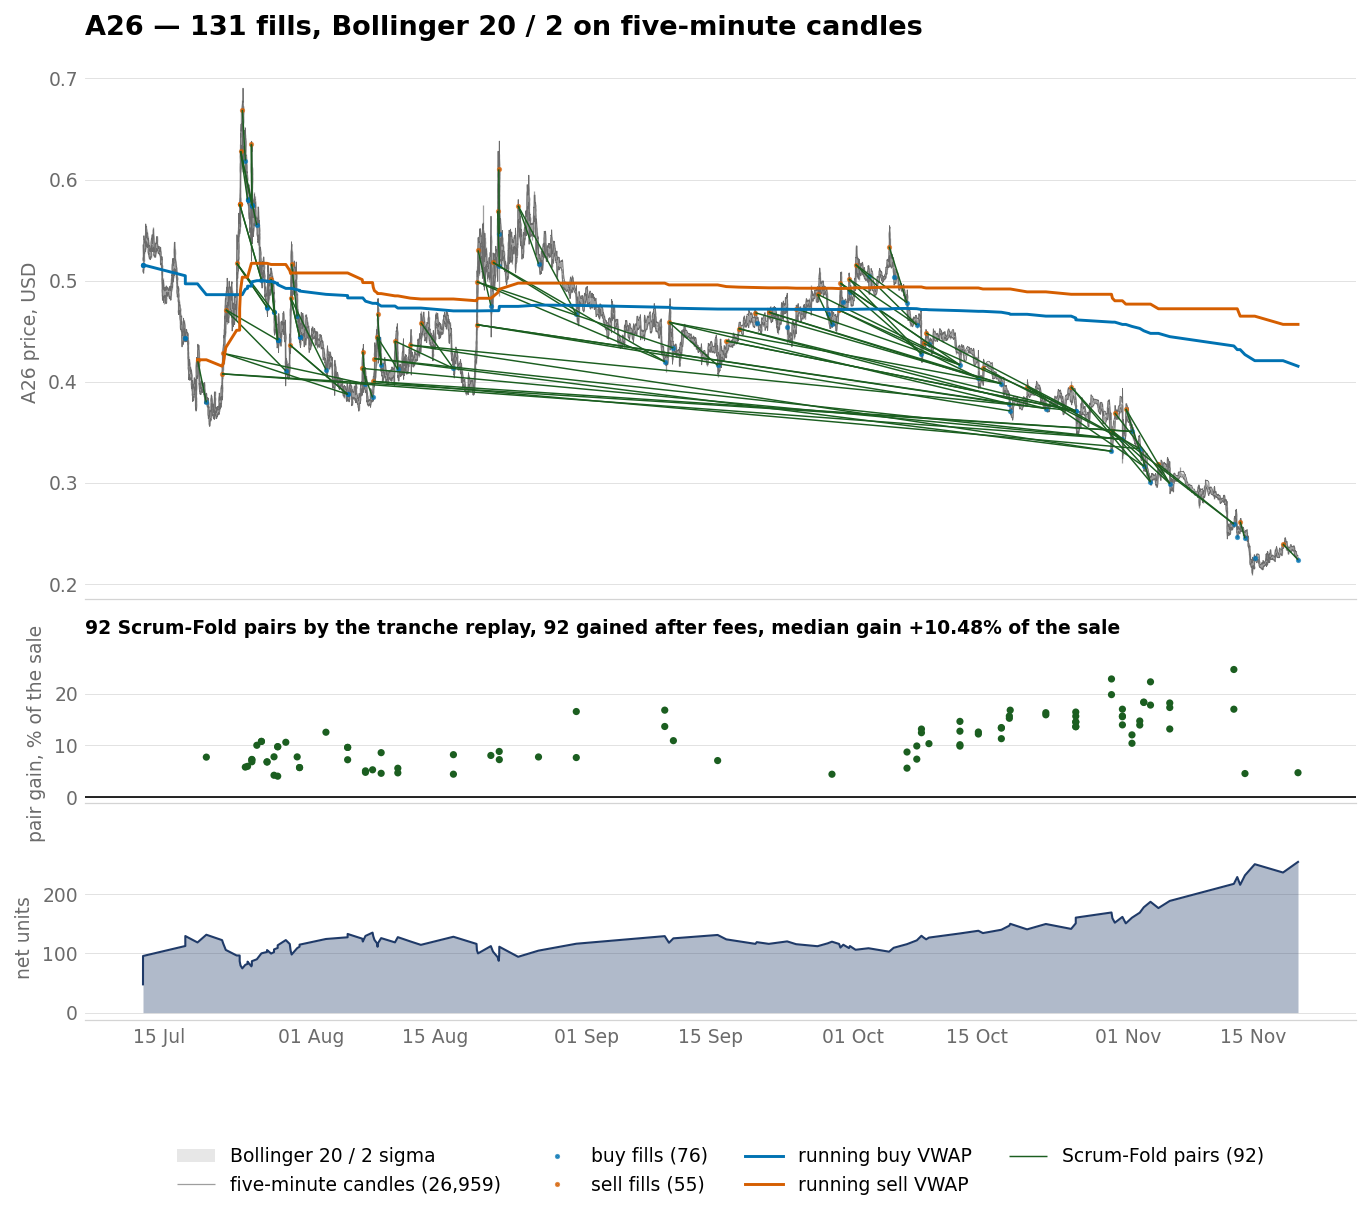 A26 — 131 fills, Bollinger 20 / 2 on five-minute candles
A26 price, USD
0.7
0.6
0.5
0.4
0.3
0.2
92 Scrum-Fold pairs by the tranche replay, 92 gained after fees, median gain +10.48% of the sale
pair gain, % of the sale
20
10
0
net units
200
100
0
15 Jul
01 Aug
15 Aug
01 Sep
15 Sep
01 Oct
15 Oct
01 Nov
15 Nov
Bollinger 20 / 2 sigma
five-minute candles (26,959)
buy fills (76)
sell fills (55)
running buy VWAP
running sell VWAP
Scrum-Fold pairs (92)